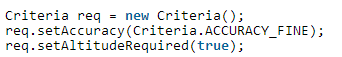 Criteria req = new Criteria();
req.setAccuracy(Criteria.ACCURACY_FINE);
req.setAltitudeRequired(true);